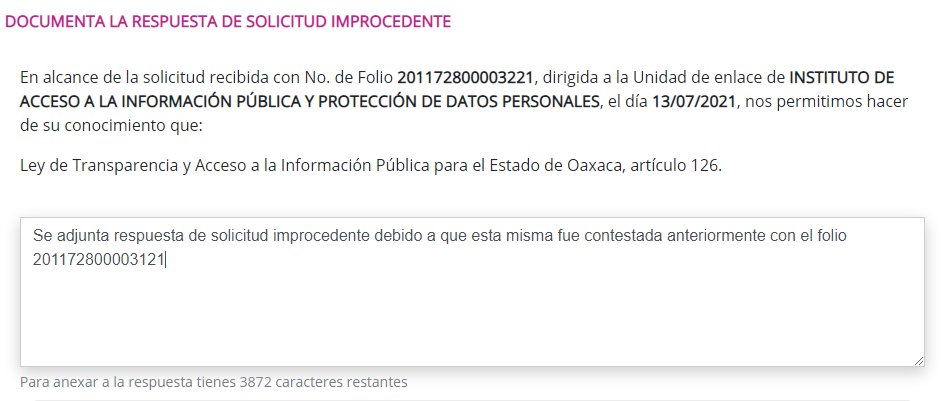 DOCUMENTA LA RESPUESTA DE SOLICITUD IMPROCEDENTE
En alcance de la solicitud recibida con No. de Folio 201172800003221, dirigida a la Unidad de enlace de INSTITUTO DE
ACCESO A LA INFORMACIÓN PÚBLICA Y PROTECCIÓN DE DATOS PERSONALES, el día 13/07/2021, nos permitimos hacer
de su conocimiento que:
Ley de Transparencia y Acceso a la Información Pública para el Estado de Oaxaca, artículo 126.
Se adjunta respuesta de solicitud improcedente debido a que esta misma fue contestada anteriormente con el folio
201172800003121
Para anexar a la respuesta tienes 3872 caracteres restantes